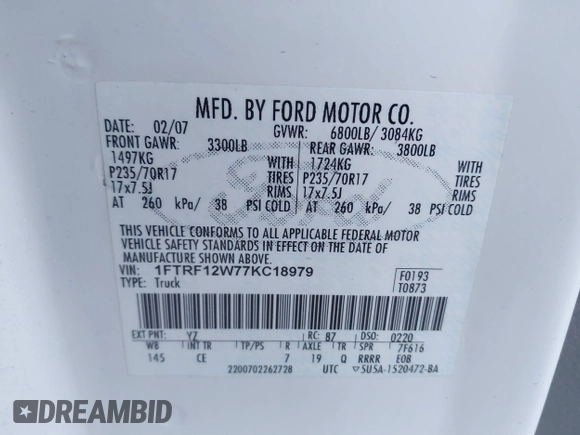 MFD. BY FORD MOTOR CO.
DATE: 02/07 GVWR: 6800LB/ 3084KG
FRONT GAWR: 3300LB REAR GAWR: 3800LB
1497KG WITH 1724KG WITH
P235/70R17 TIRES P235/70R17 TIRES
17x7.5J RIMS 17x7.5J RIMS
AT 260 kPa/ 38 PSI COLD AT 260 kPa/ 38 PSI COLD
THIS VEHICLE CONFORMS TO ALL APPLICABLE FEDERAL MOTOR
VEHICLE SAFETY STANDARDS IN EFFECT ON THE DATE OF
MANUFACTURE SHOWN ABOVE.
VIN: 1FTRF12W77KC18979 F0193
TYPE: Truck T0873
EXT PNT: YZ RC: 87 DSO: 0220
WB INT TR TP/PS R AXLE TR SPR 7F616
145 CE 7 19 Q RRRR E08
2200702262728 UTC ▽5U5A-1520472-BA
DREAMBID